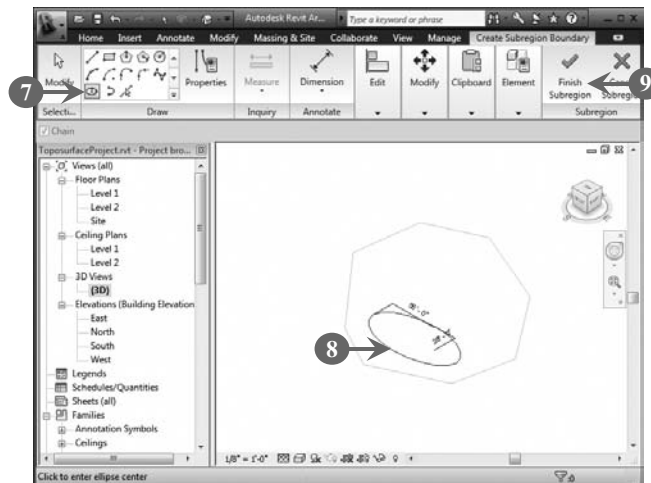 Autodesk Revit Ar... Type a keyword or phrase
Home Insert Annotate Modify Massing & Site Collaborate View Manage Create Subregion Boundary
Modify Properties Measure Dimension Edit Modify Clipboard Element Finish Subregion
Selecti... Draw Inquiry Annotate Subregion
7
9
Chain
ToposurfaceProject.rvt - Project bro...
Views (all)
Floor Plans
Level 1
Level 2
Site
Ceiling Plans
Level 1
Level 2
3D Views
{3D}
Elevations (Building Elevation
East
North
South
West
Legends
Schedules/Quantities
Sheets (all)
Families
Annotation Symbols
Ceilings
8
1/8" = 1'-0"
Click to enter ellipse center
:0